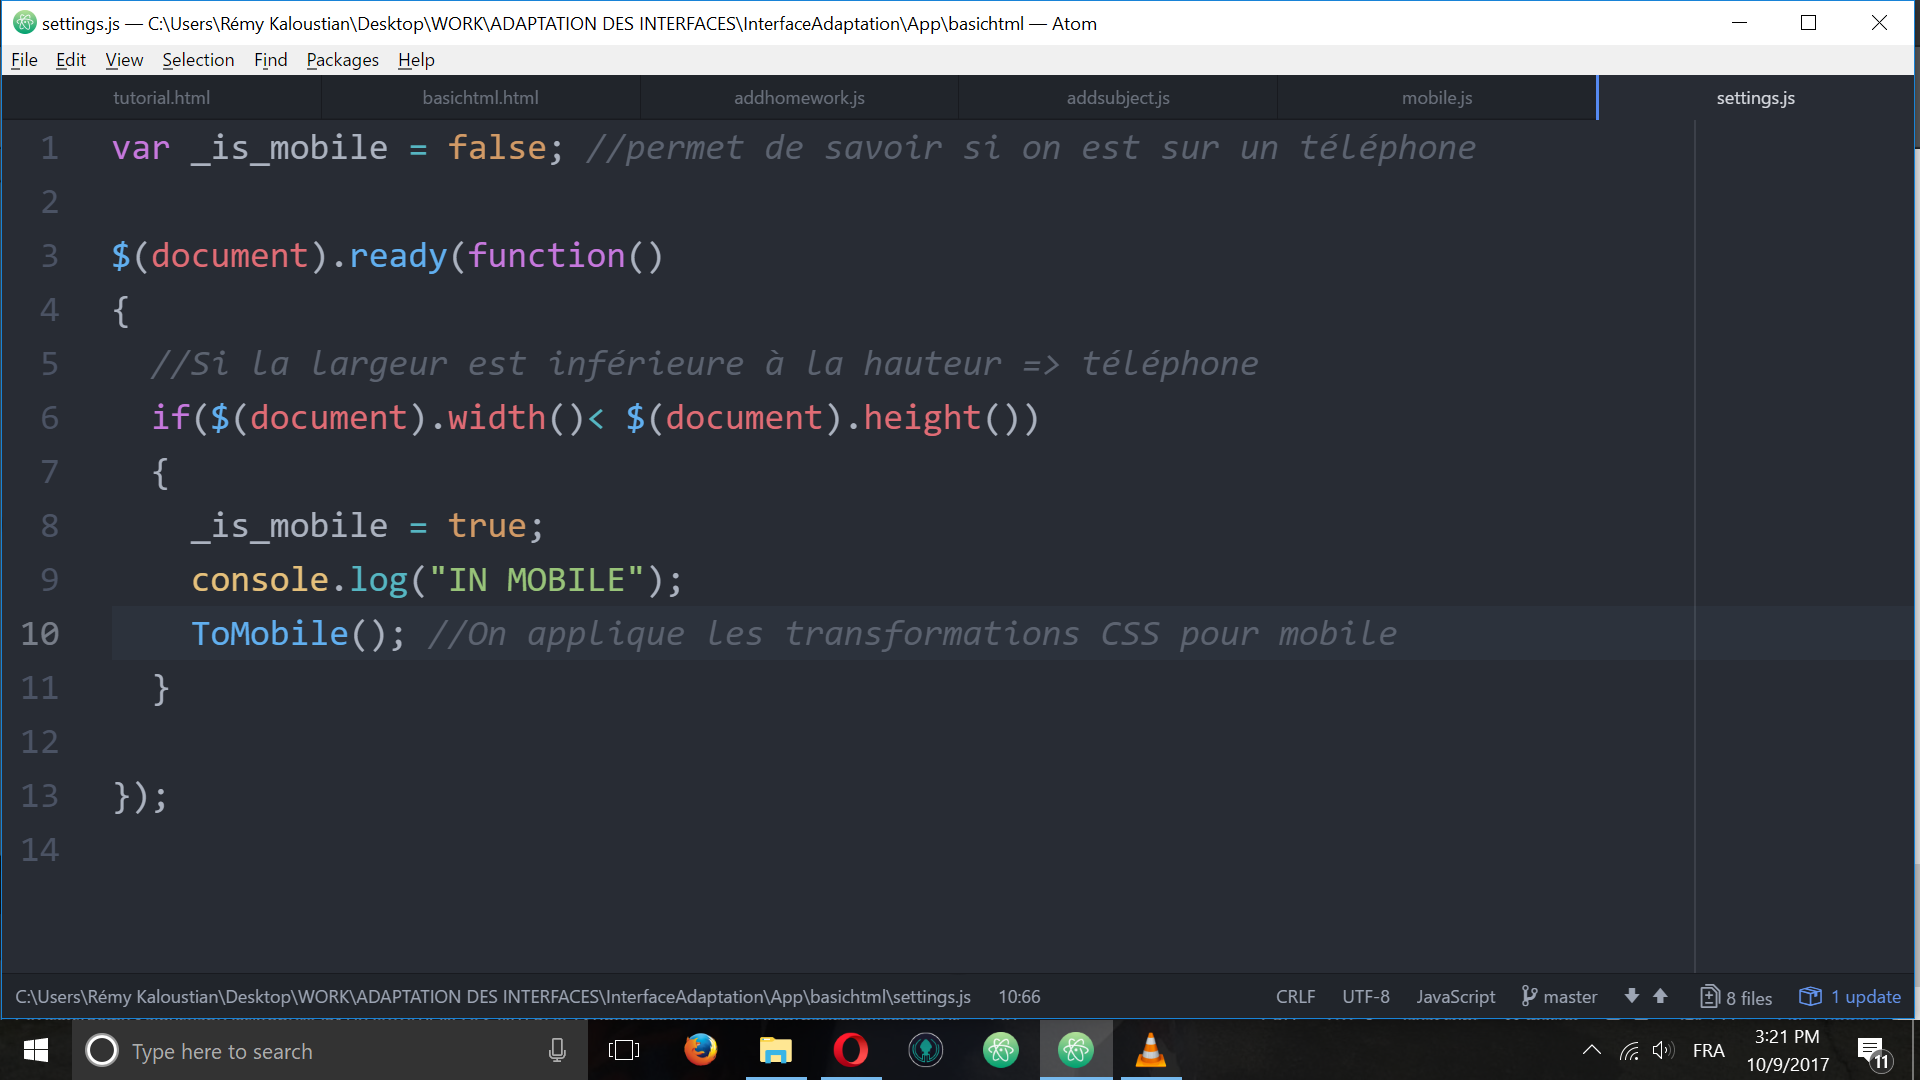 settings.js — C:\Users\Rémy Kaloustian\Desktop\WORK\ADAPTATION DES INTERFACES\InterfaceAdaptation\App\basichtml — Atom
File Edit View Selection Find Packages Help
tutorial.html basichtml.html addhomework.js addsubject.js mobile.js settings.js
1 var _is_mobile = false; //permet de savoir si on est sur un téléphone
2
3 $(document).ready(function()
4 {
5 //Si la largeur est inférieure à la hauteur => téléphone
6 if($(document).width()< $(document).height())
7 {
8 _is_mobile = true;
9 console.log("IN MOBILE");
10 ToMobile(); //On applique les transformations CSS pour mobile
11 }
12
13 });
14
C:\Users\Rémy Kaloustian\Desktop\WORK\ADAPTATION DES INTERFACES\InterfaceAdaptation\App\basichtml\settings.js 10:66 CRLF UTF-8 JavaScript master 8 files 1 update
Type here to search FRA 3:21 PM
10/9/2017 11